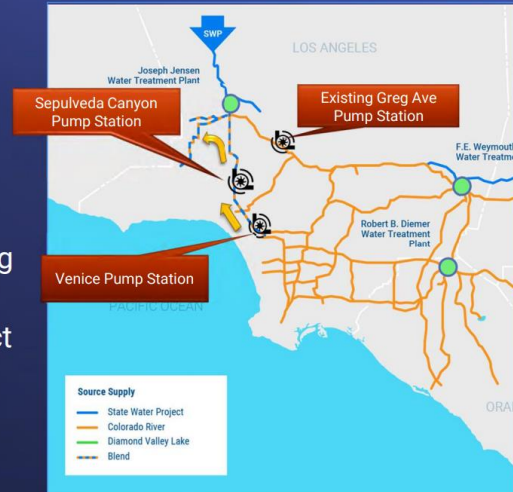 SWP
LOS ANGELES
Joseph Jensen
Water Treatment Plant
Sepulveda Canyon
Pump Station
Existing Greg Ave
Pump Station
F.E. Weymouth
Water Treatme
Robert B. Diemer
Water Treatment
Plant
g
Venice Pump Station
PACIFIC OCEAN
ct
Source Supply
State Water Project
Colorado River
Diamond Valley Lake
Blend
ORA